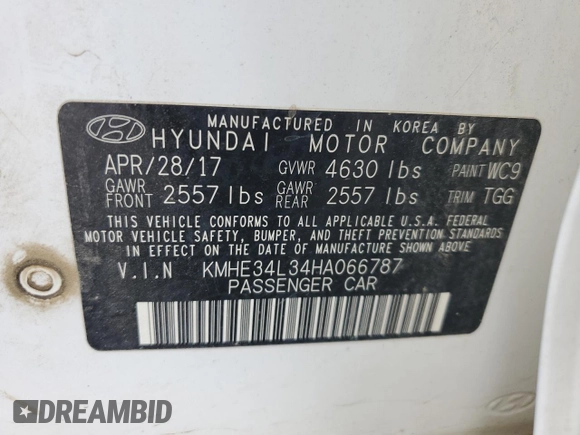 MANUFACTURED IN KOREA BY
HYUNDAI MOTOR COMPANY
APR/28/17 GVWR 4630 lbs PAINT WC9
GAWR FRONT 2557 lbs GAWR REAR 2557 lbs TRIM TGG
THIS VEHICLE CONFORMS TO ALL APPLICABLE U.S.A. FEDERAL
MOTOR VEHICLE SAFETY, BUMPER, AND THEFT PREVENTION STANDARDS
IN EFFECT ON THE DATE OF MANUFACTURE SHOWN ABOVE
V.I.N KMHE34L34HA066787
PASSENGER CAR
DREAMBID